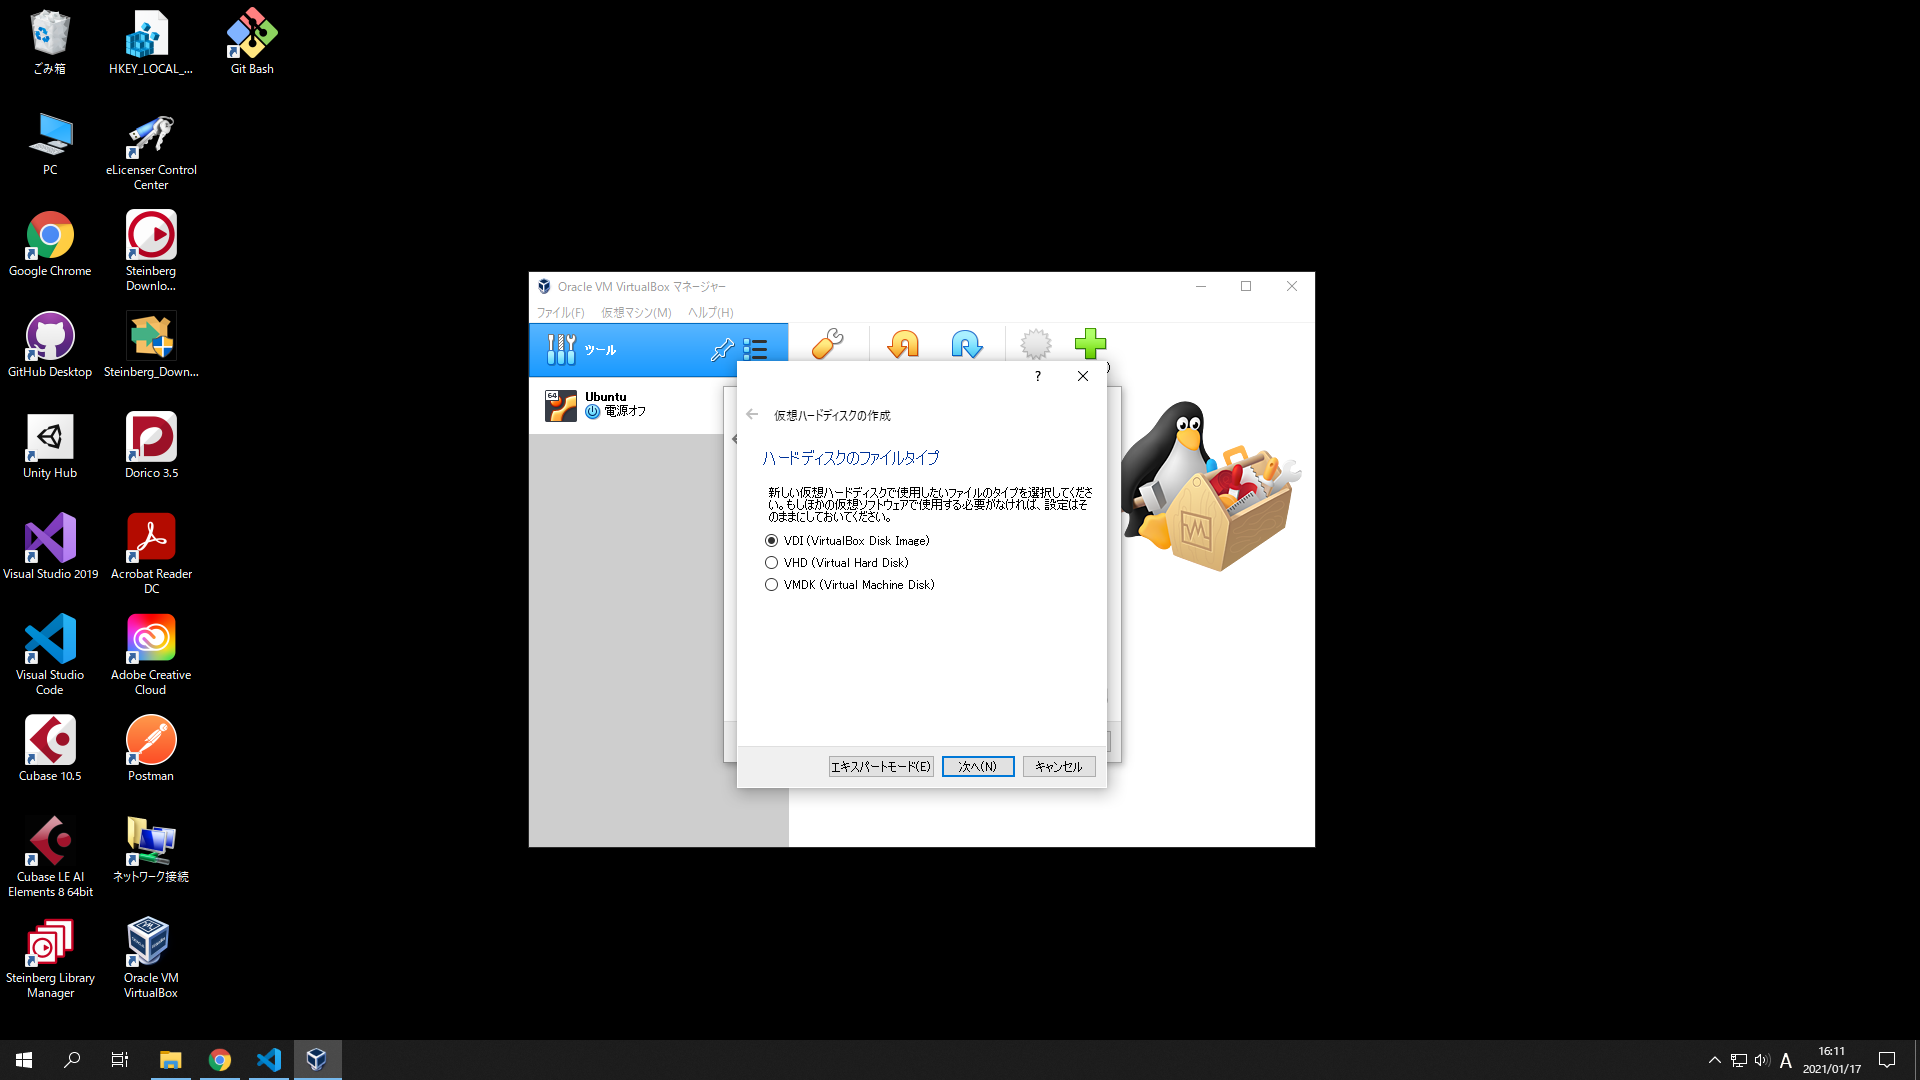 ごみ箱
HKEY_LOCAL_...
Git Bash
PC
eLicenser Control
Center
Google Chrome
Steinberg
Downlo...
GitHub Desktop
Steinberg_Down...
Unity Hub
Dorico 3.5
Visual Studio 2019
Acrobat Reader
DC
Visual Studio
Code
Adobe Creative
Cloud
Cubase 10.5
Postman
Cubase LE AI
Elements 8 64bit
ネットワーク接続
Steinberg Library
Manager
Oracle VM
VirtualBox
Oracle VM VirtualBox マネージャー
ファイル(F) 仮想マシン(M) ヘルプ(H)
ツール
64
Ubuntu
電源オフ
?
仮想ハードディスクの作成
ハードディスクのファイルタイプ
新しい仮想ハードディスクで使用したいファイルのタイプを選択してくださ
い。もしほかの仮想ソフトウェアで使用する必要がなければ、設定はそ
のままにしておいてください。
VDI (VirtualBox Disk Image)
VHD (Virtual Hard Disk)
VMDK (Virtual Machine Disk)
エキスパートモード(E) 次へ(N) キャンセル
A
16:11
2021/01/17